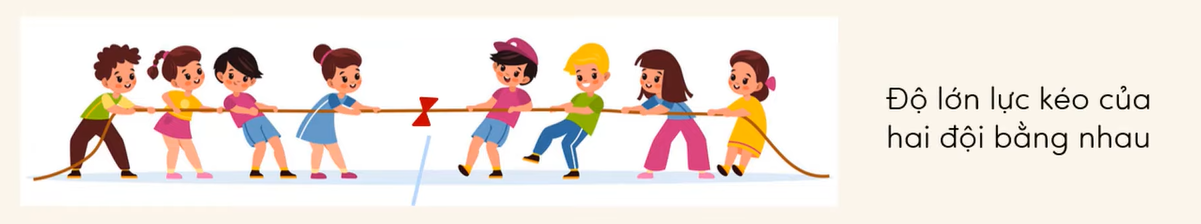 Độ lớn lực kéo của
hai đội bằng nhau